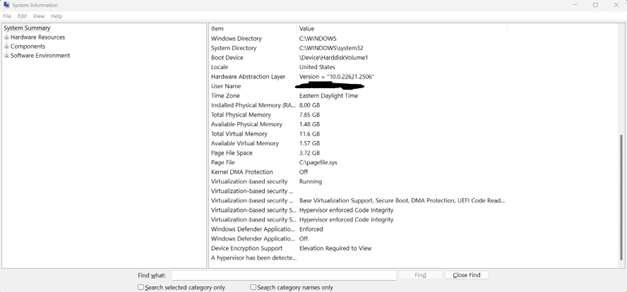 System Information
File Edit View Help
System Summary
Hardware Resources
Components
Software Environment
Item Value
Windows Directory C:\WINDOWS
System Directory C:\WINDOWS\system32
Boot Device \Device\HarddiskVolume1
Locale United States
Hardware Abstraction Layer Version = "10.0.22621.2506"
User Name
Time Zone Eastern Daylight Time
Installed Physical Memory (RA... 8.00 GB
Total Physical Memory 7.85 GB
Available Physical Memory 1.48 GB
Total Virtual Memory 11.6 GB
Available Virtual Memory 1.57 GB
Page File Space 3.72 GB
Page File C:\pagefile.sys
Kernel DMA Protection Off
Virtualization-based security Running
Virtualization-based security ...
Virtualization-based security ... Base Virtualization Support, Secure Boot, DMA Protection, UEFI Code Read...
Virtualization-based security S... Hypervisor enforced Code Integrity
Virtualization-based security S... Hypervisor enforced Code Integrity
Windows Defender Applicatio... Enforced
Windows Defender Applicatio... Off
Device Encryption Support Elevation Required to View
A hypervisor has been detecte...
Find what: Find Close Find
Search selected category only Search category names only